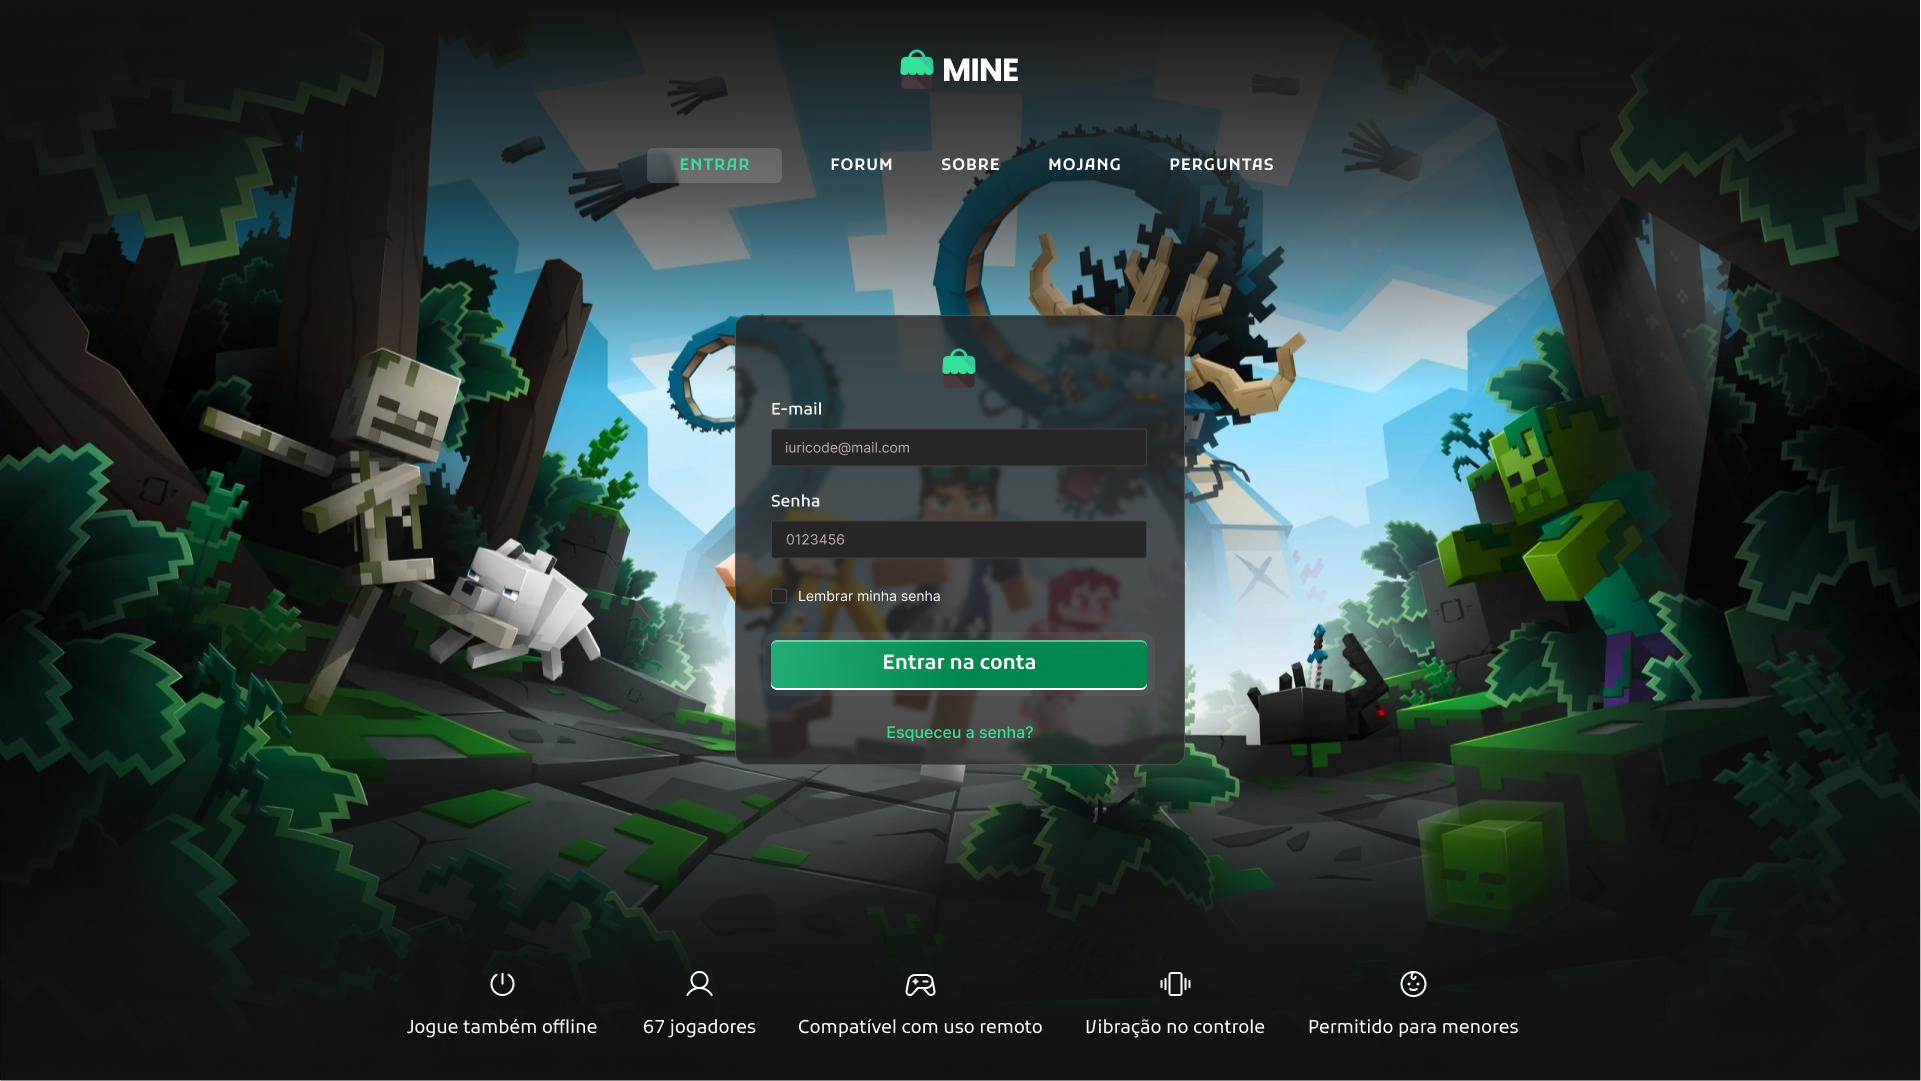 MINE
ENTRAR FORUM SOBRE MOJANG PERGUNTAS
E-mail
iuricode@mail.com
Senha
0123456
Lembrar minha senha
Entrar na conta
Esqueceu a senha?
Jogue também offline 67 jogadores Compatível com uso remoto Vibração no controle Permitido para menores